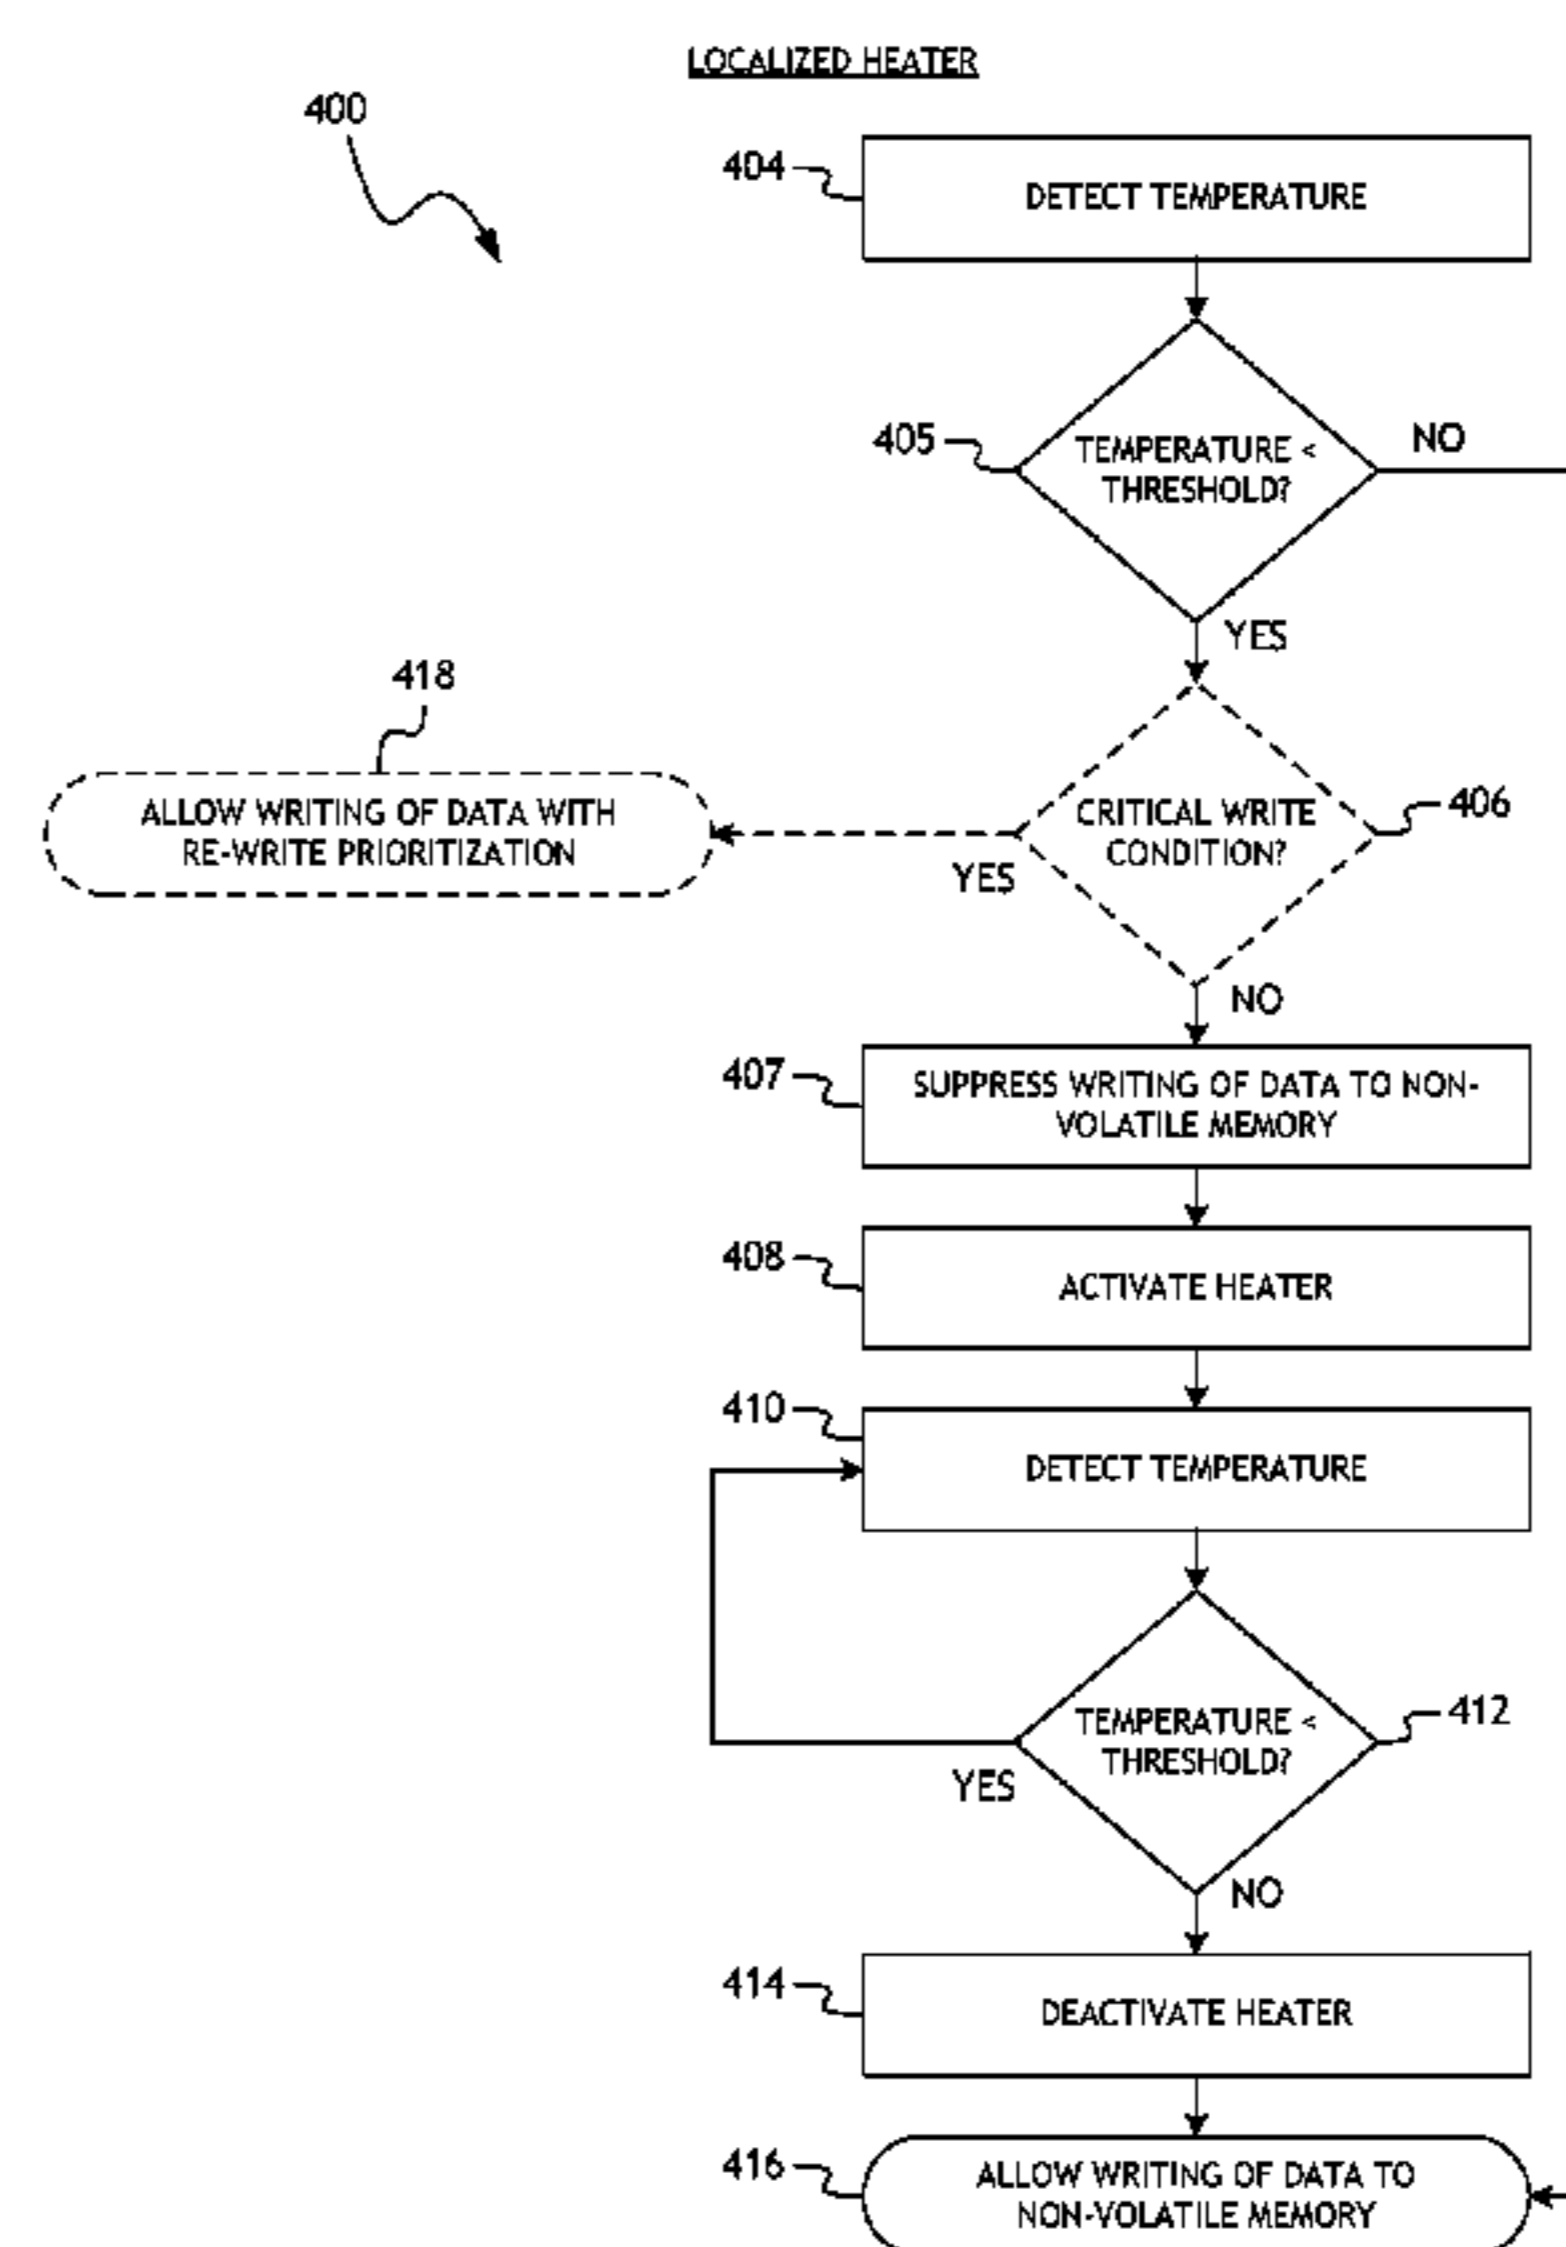 LOCALIZED HEATER
400
404
DETECT TEMPERATURE
405
TEMPERATURE <
THRESHOLD?
NO
YES
418
ALLOW WRITING OF DATA WITH
RE-WRITE PRIORITIZATION
YES
CRITICAL WRITE
CONDITION?
406
NO
407
SUPPRESS WRITING OF DATA TO NON-
VOLATILE MEMORY
408
ACTIVATE HEATER
410
DETECT TEMPERATURE
TEMPERATURE <
THRESHOLD?
412
YES
NO
414
DEACTIVATE HEATER
416
ALLOW WRITING OF DATA TO
NON-VOLATILE MEMORY